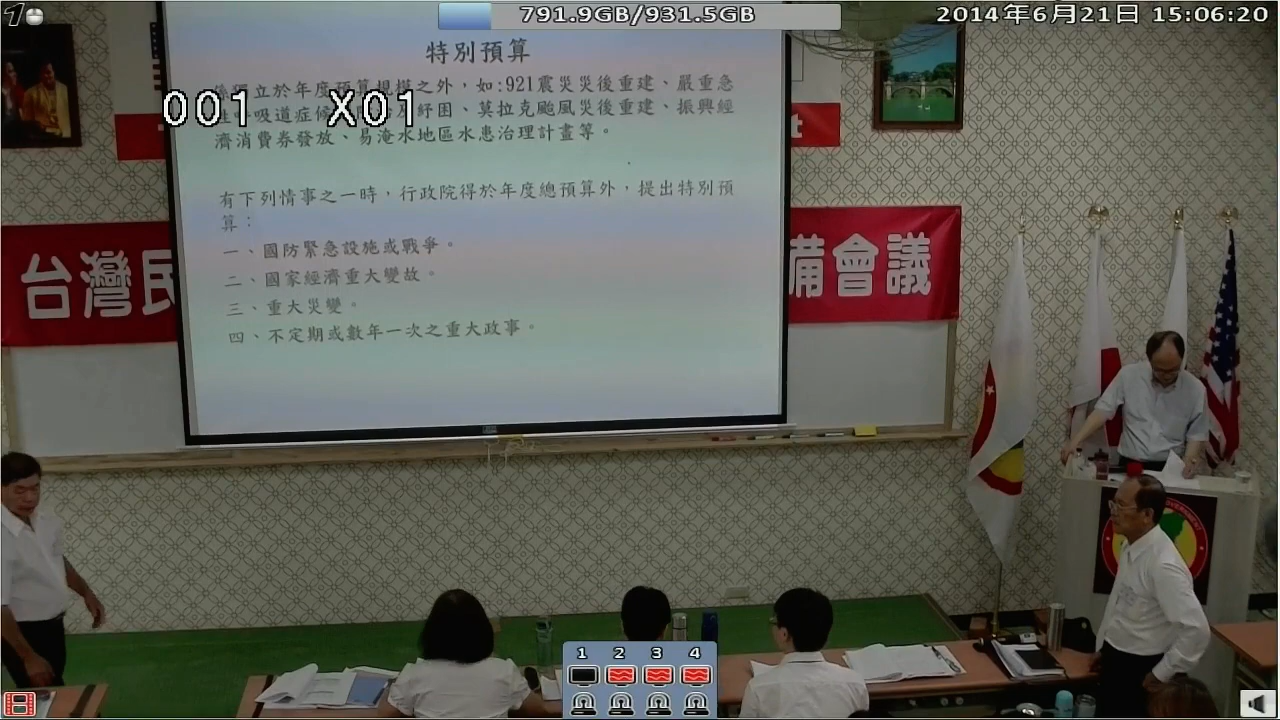 791.9GB/931.5GB
2014年6月21日 15:06:20
001 X01
特別預算
立於年度預算規模之外，如:921震災災後重建、嚴重急
吸道症候 紓困、莫拉克颱風災後重建、振興經
濟消費券發放、易淹水地區水患治理計畫等。
有下列情事之一時，行政院得於年度總預算外，提出特別預
算：
一、國防緊急設施或戰爭。
二、國家經濟重大變故。
三、重大災變。
四、不定期或數年一次之重大政事。
台灣民
備會議
1 2 3 4